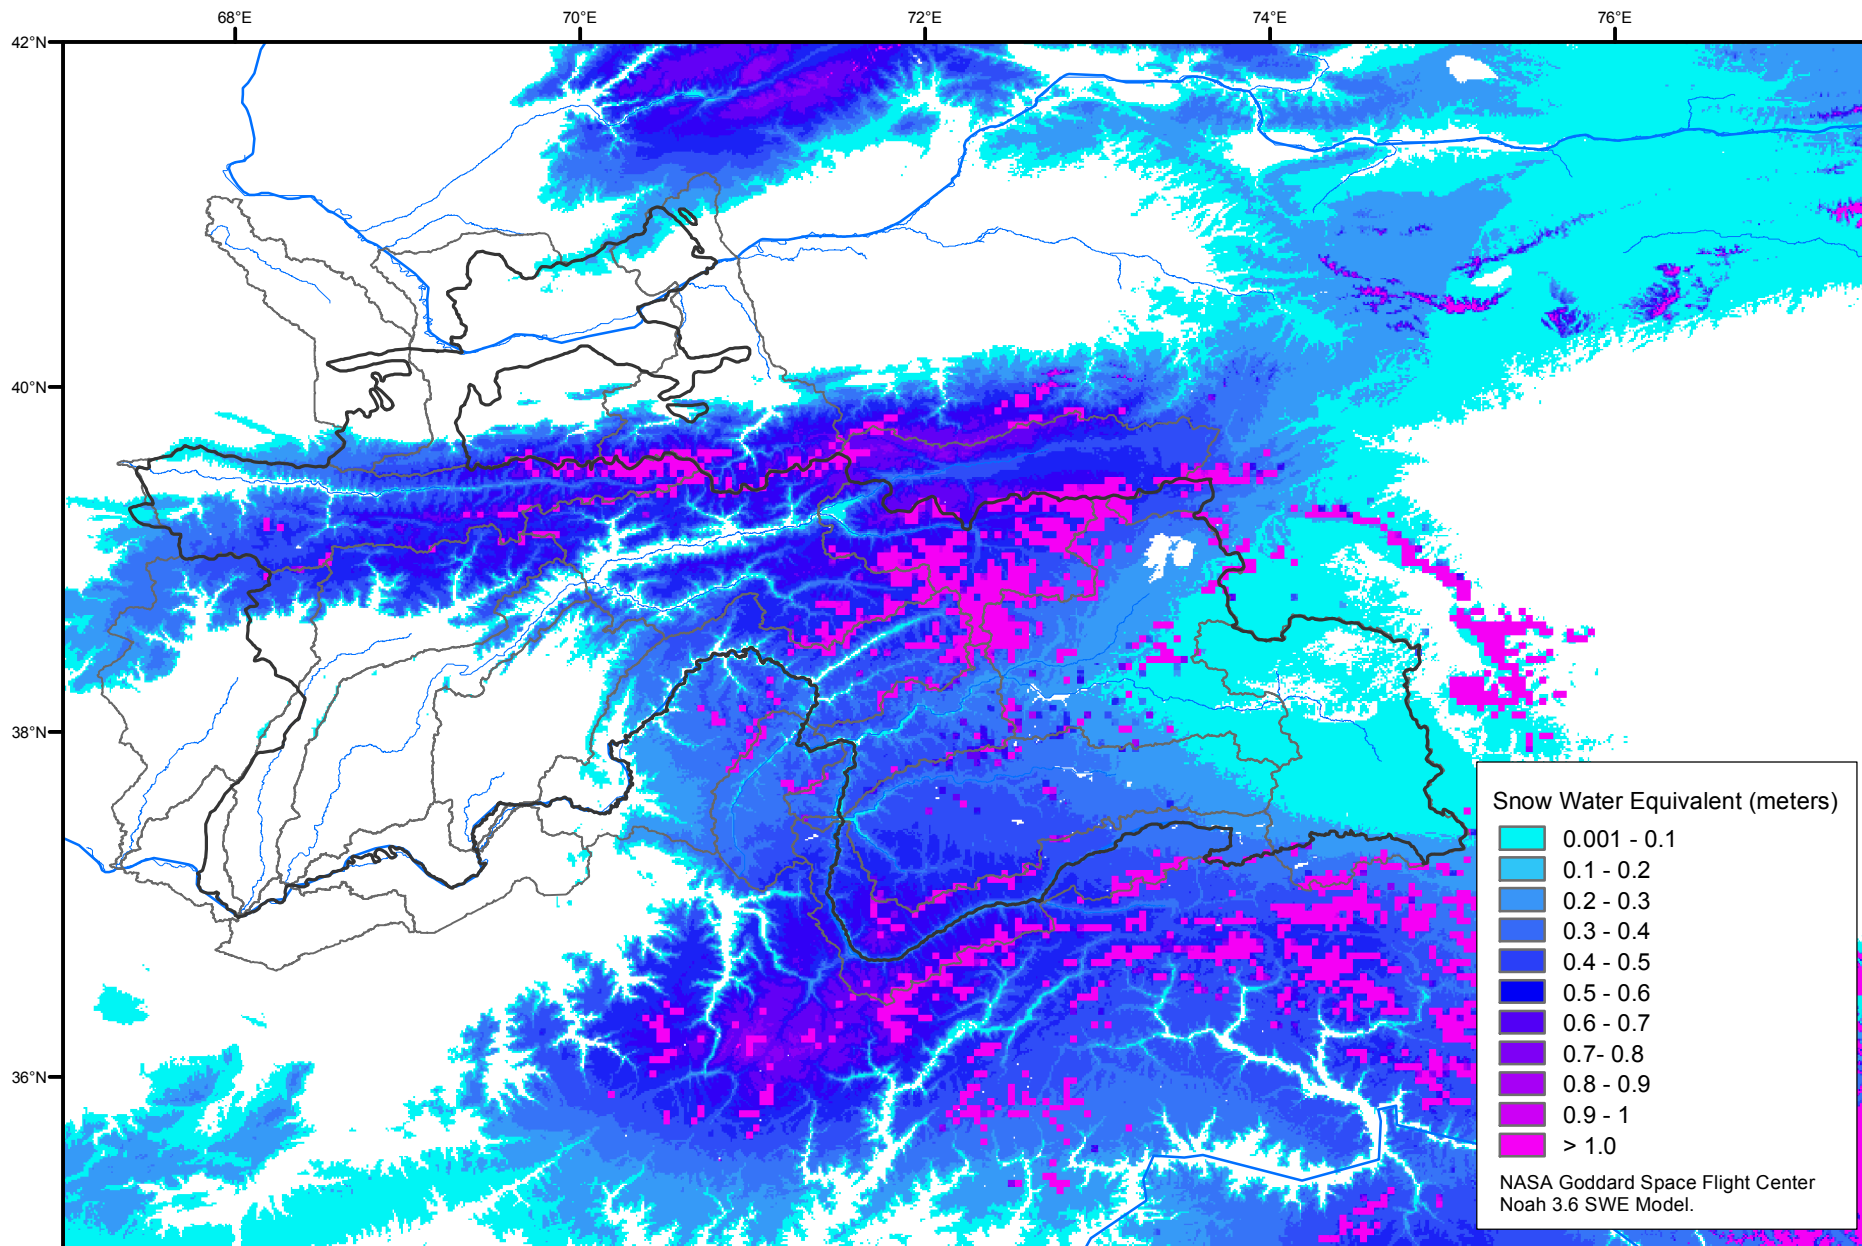 68°E
70°E
72°E
74°E
76°E
42°N
40°N
38°N
36°N
Snow Water Equivalent (meters)
0.001 - 0.1
0.1 - 0.2
0.2 - 0.3
0.3 - 0.4
0.4 - 0.5
0.5 - 0.6
0.6 - 0.7
0.7- 0.8
0.8 - 0.9
0.9 - 1
> 1.0
NASA Goddard Space Flight Center
Noah 3.6 SWE Model.